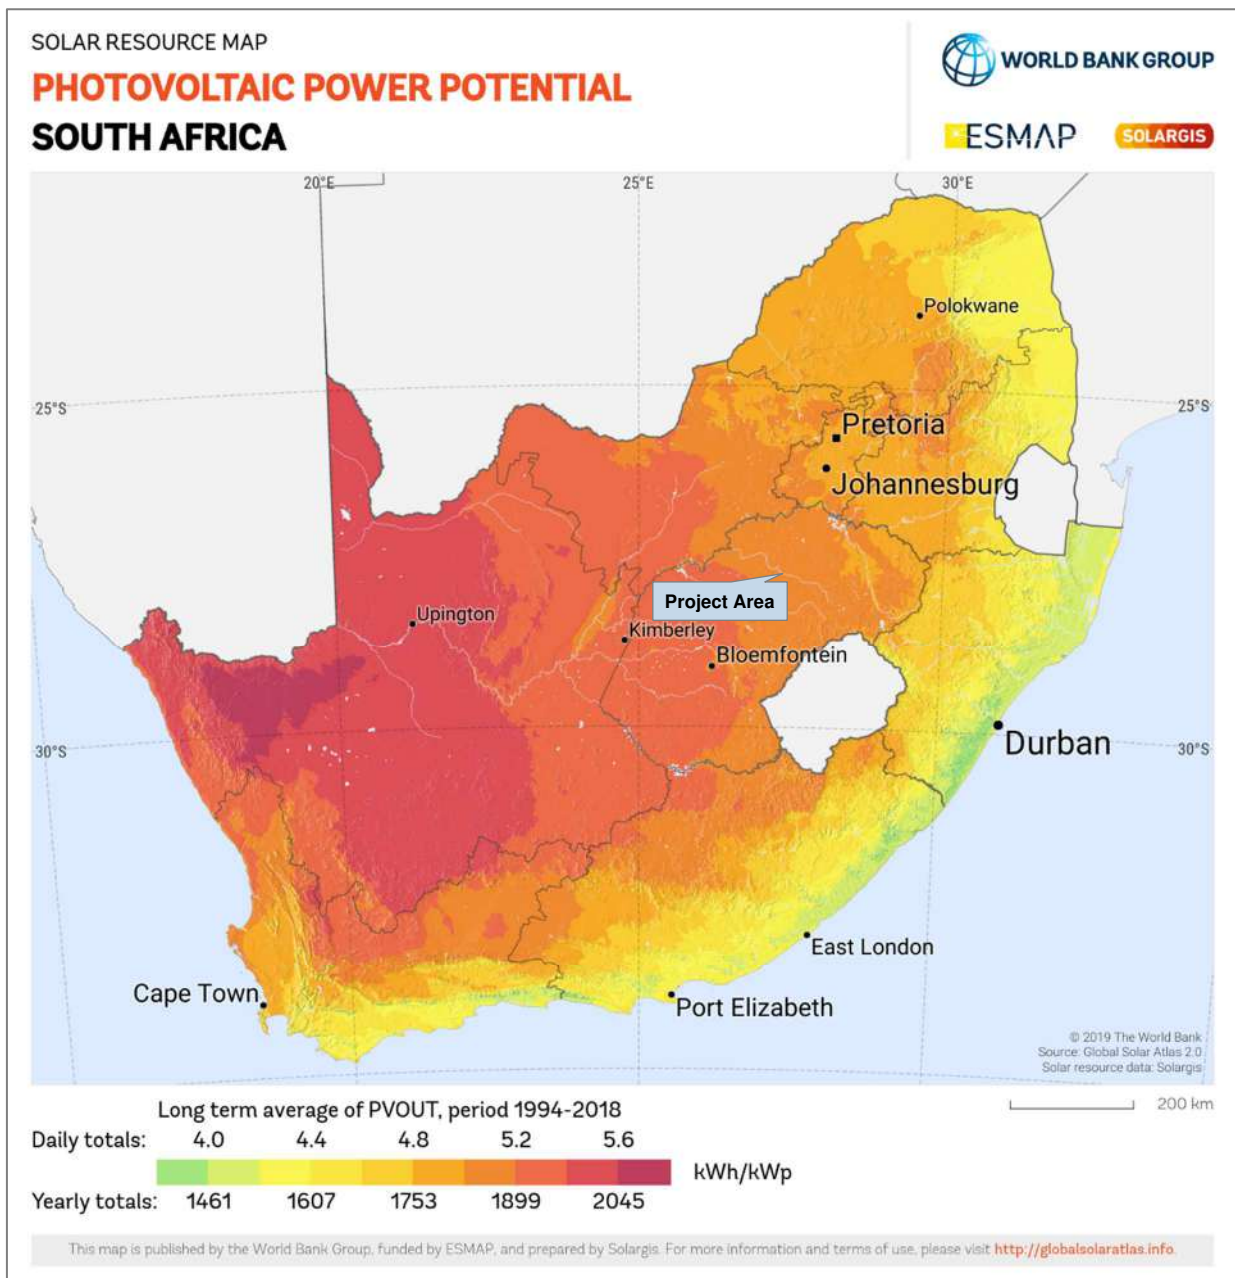 SOLAR RESOURCE MAP
PHOTOVOLTAIC POWER POTENTIAL
SOUTH AFRICA
WORLD BANK GROUP
ESMAP
SOLARGIS
20°E
25°E
30°E
Polokwane
25°S
25°S
Pretoria
Johannesburg
Project Area
Upington
Kimberley
Bloemfontein
30°S
30°S
Durban
East London
Cape Town
Port Elizabeth
© 2019 The World Bank
Source: Global Solar Atlas 2.0
Solar resource data: Solargis
200 km
Long term average of PVOUT, period 1994-2018
Daily totals: 4.0 4.4 4.8 5.2 5.6
kWh/kWp
Yearly totals: 1461 1607 1753 1899 2045
This map is published by the World Bank Group, funded by ESMAP, and prepared by Solargis. For more information and terms of use, please visit http://globalsolaratlas.info.